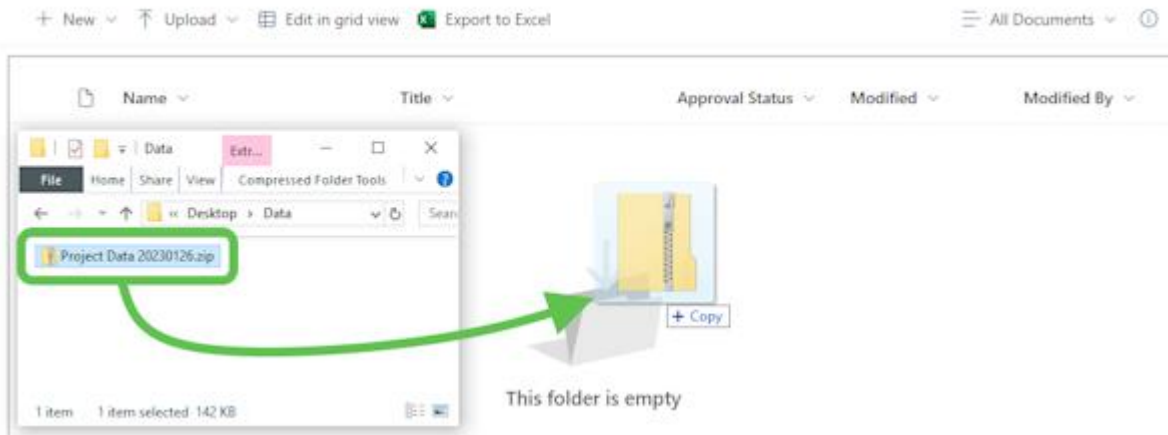 + New Upload Edit in grid view Export to Excel All Documents
Name Title Approval Status Modified Modified By
Data Extr...
File Home Share View Compressed Folder Tools
« Desktop > Data Sear
Project Data 20230126.zip
+ Copy
This folder is empty
1 item 1 item selected 142 KB